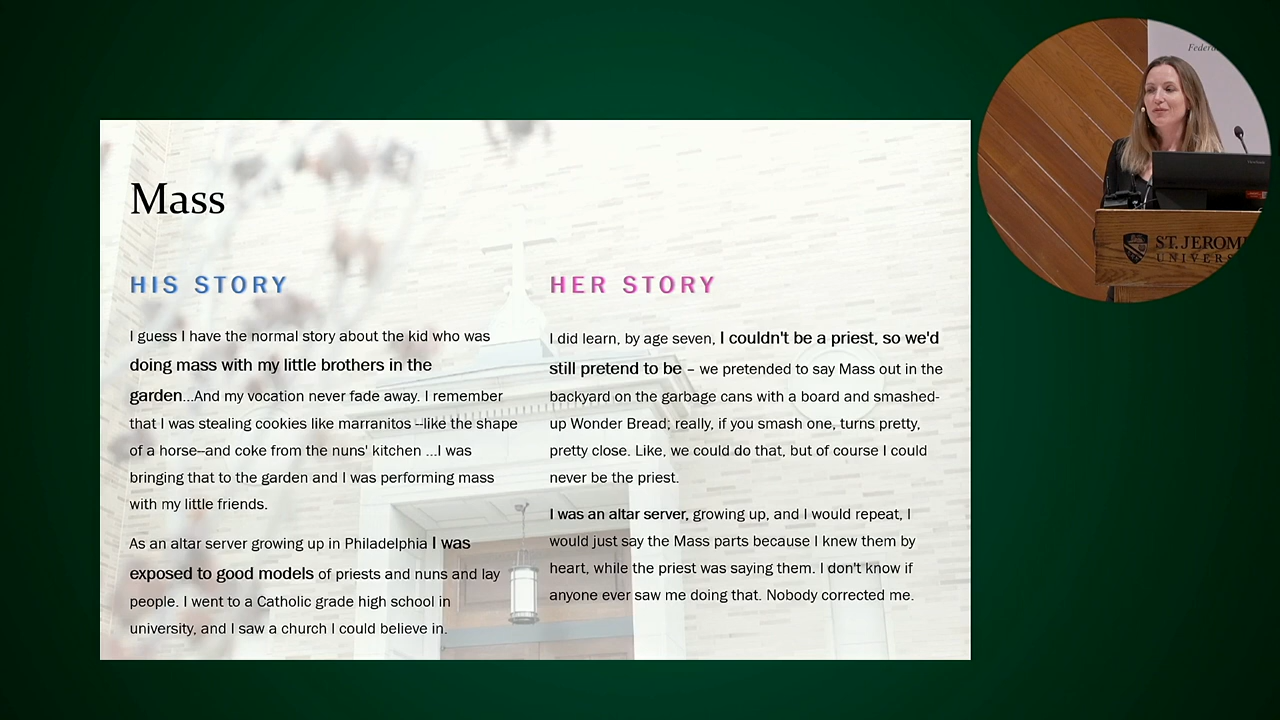 Mass
HIS STORY
I guess I have the normal story about the kid who was
doing mass with my little brothers in the
garden...And my vocation never fade away. I remember
that I was stealing cookies like marranitos –like the shape
of a horse–and coke from the nuns' kitchen ...I was
bringing that to the garden and I was performing mass
with my little friends.
As an altar server growing up in Philadelphia I was
exposed to good models of priests and nuns and lay
people. I went to a Catholic grade high school in
university, and I saw a church I could believe in.
HER STORY
I did learn, by age seven, I couldn't be a priest, so we'd
still pretend to be – we pretended to say Mass out in the
backyard on the garbage cans with a board and smashed-
up Wonder Bread; really, if you smash one, turns pretty,
pretty close. Like, we could do that, but of course I could
never be the priest.
I was an altar server, growing up, and I would repeat, I
would just say the Mass parts because I knew them by
heart, while the priest was saying them. I don't know if
anyone ever saw me doing that. Nobody corrected me.
Federa
ST. JEROM
UNIVERS